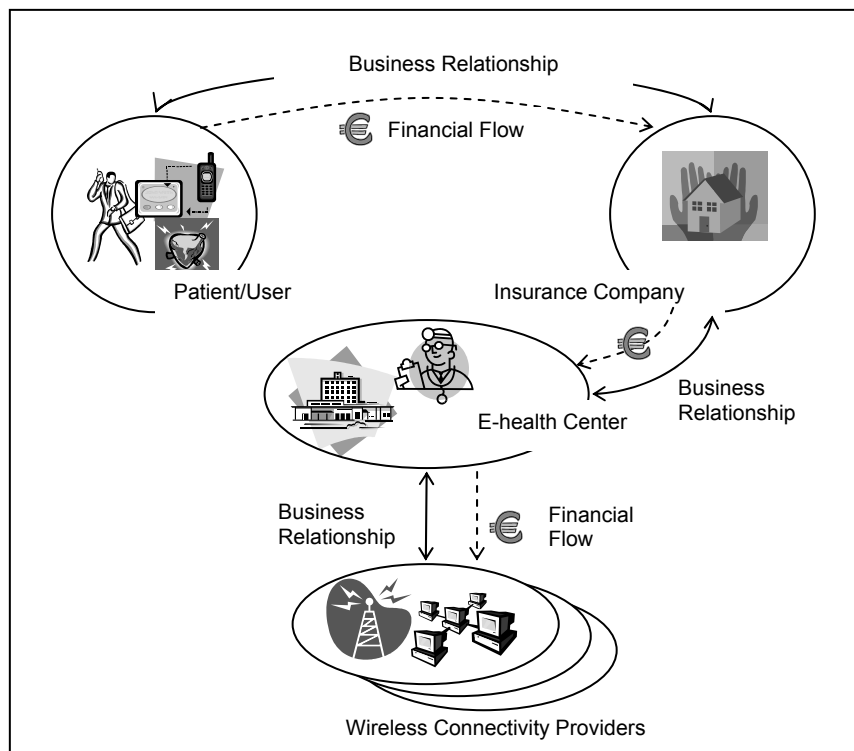 Business Relationship
€ Financial Flow
Patient/User
Insurance Company
€
Business
Relationship
E-health Center
Business
Relationship
€ Financial
Flow
Wireless Connectivity Providers